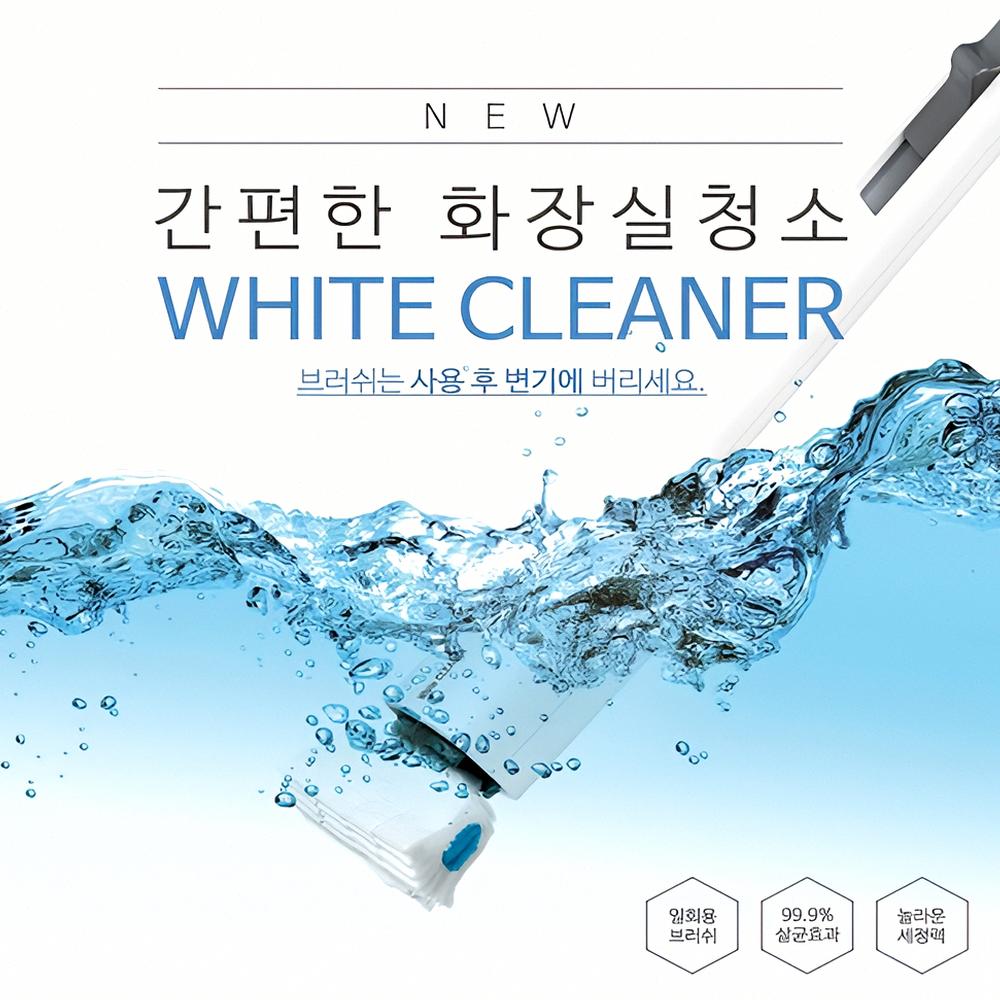 N E W
간편한 화장실청소
WHITE CLEANER
브러쉬는 사용 후 변기에 버리세요.
일회용
브러쉬
99.9%
살균효과
놀라운
세정력